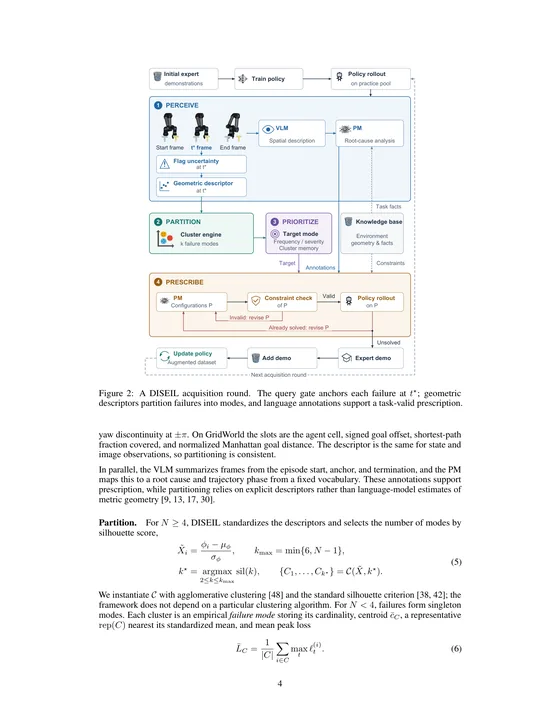 Initial expert
demonstrations
Train policy
Policy rollout
on practice pool
1 PERCEIVE
Start frame
t* frame
End frame
VLM
Spatial description
PM
Root-cause analysis
Flag uncertainty
at t*
Geometric descriptor
at t*
Task facts
2 PARTITION
Cluster engine
k failure modes
3 PRIORITIZE
Target mode
Frequency / severity
Cluster memory
Knowledge base
Environment
geometry & facts
Target
Annotations
Constraints
4 PRESCRIBE
PM
Configurations P
Constraint check
of P
Valid
Policy rollout
on P
Invalid: revise P
Already solved: revise P
Unsolved
Update policy
Augmented dataset
Add demo
Expert demo
Next acquisition round
Figure 2: A DISEIL acquisition round. The query gate anchors each failure at t⋆; geometric
descriptors partition failures into modes, and language annotations support a task-valid prescription.
yaw discontinuity at ±π. On GridWorld the slots are the agent cell, signed goal offset, shortest-path
fraction covered, and normalized Manhattan goal distance. The descriptor is the same for state and
image observations, so partitioning is consistent.
In parallel, the VLM summarizes frames from the episode start, anchor, and termination, and the PM
maps this to a root cause and trajectory phase from a fixed vocabulary. These annotations support
prescription, while partitioning relies on explicit descriptors rather than language-model estimates of
metric geometry [9, 13, 17, 30].
Partition. For N ≥ 4, DISEIL standardizes the descriptors and selects the number of modes by
silhouette score,
X̃ᵢ = (ϕᵢ − μ_ϕ) / σ_ϕ, k_max = min{6, N − 1},
k⋆ = argmax_{2≤k≤k_max} sil(k), {C₁, . . . , C_{k⋆}} = 𝒞(X̃, k⋆).
(5)
We instantiate 𝒞 with agglomerative clustering [48] and the standard silhouette criterion [38, 42]; the
framework does not depend on a particular clustering algorithm. For N < 4, failures form singleton
modes. Each cluster is an empirical failure mode storing its cardinality, centroid c̄_C, a representative
rep(C) nearest its standardized mean, and mean peak loss
L̄_C = (1/|C|) ∑_{i∈C} max_t ℓ_t^{(i)}. (6)
4